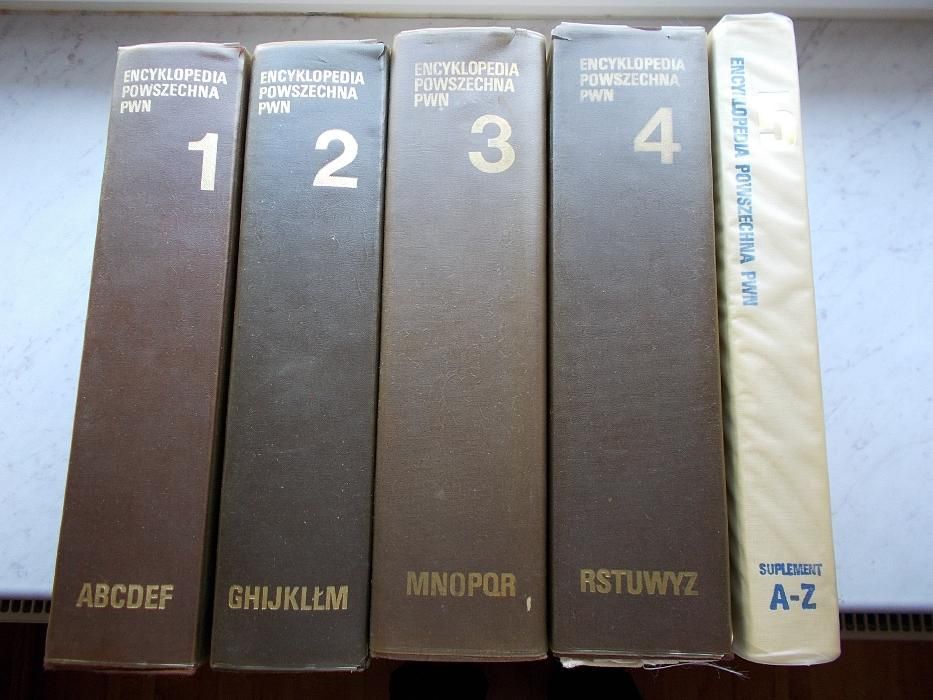 ENCYKLOPEDIA
POWSZECHNA
PWN
1
ABCDEF
ENCYKLOPEDIA
POWSZECHNA
PWN
2
GHIJKLŁM
ENCYKLOPEDIA
POWSZECHNA
PWN
3
MNOPQR
ENCYKLOPEDIA
POWSZECHNA
PWN
4
RSTUWYZ
ENCYKLOPEDIA POWSZECHNA PWN
SUPLEMENT
A-Z